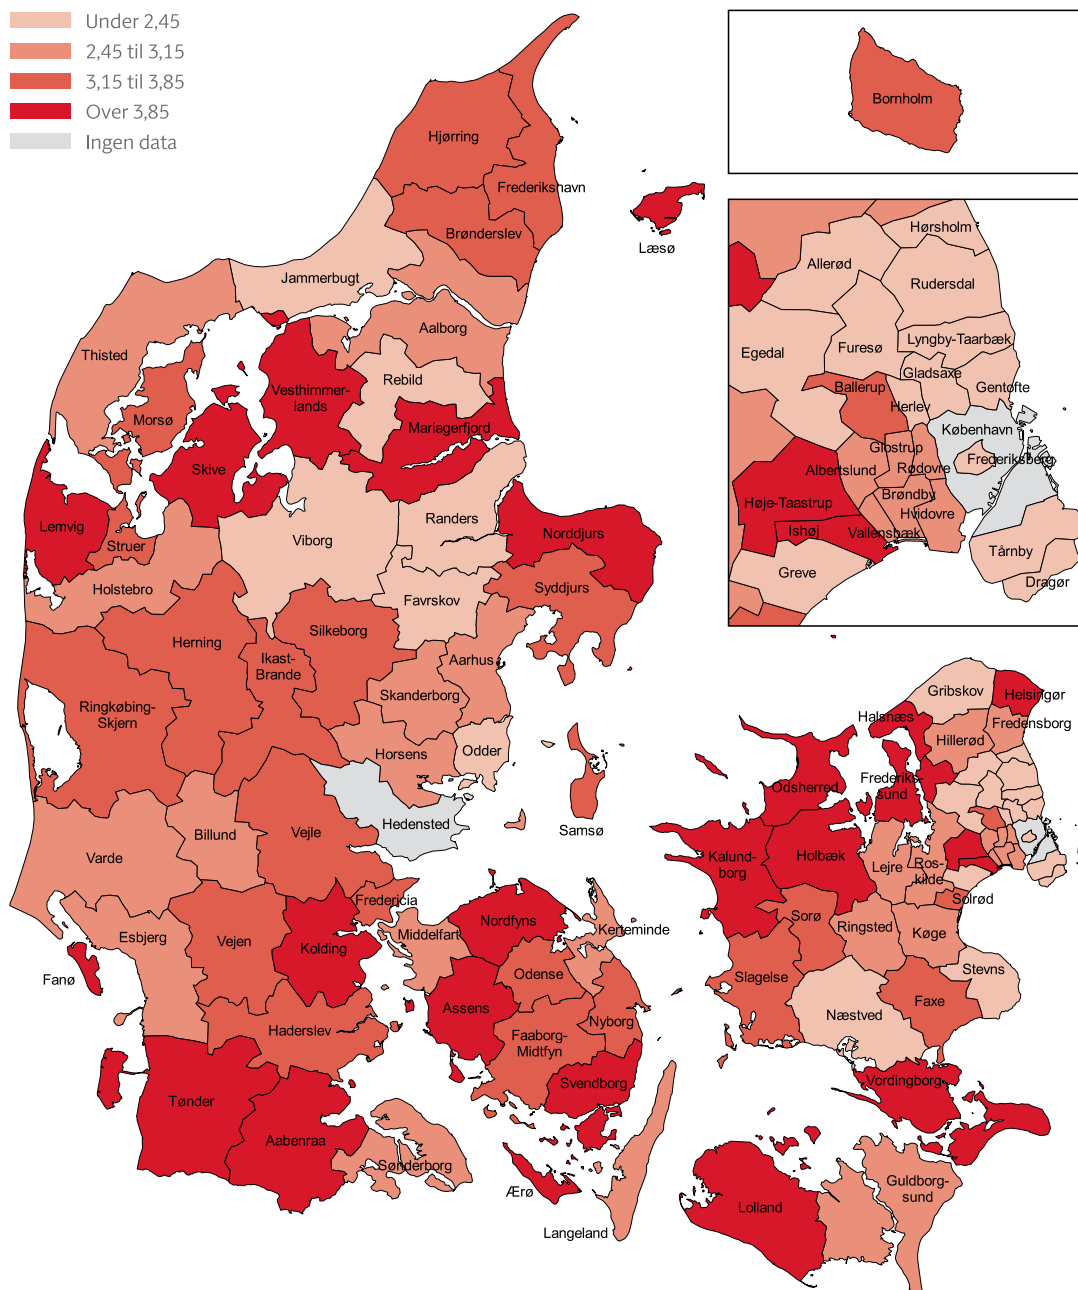 Under 2,45
2,45 til 3,15
3,15 til 3,85
Over 3,85
Ingen data
Bornholm
Hjørring
Frederikshavn
Brønderslev
Læsø
Jammerbugt
Aalborg
Thisted
Rebild
Vesthimmer-
lands
Morsø
Mariagerfjord
Skive
Lemvig
Struer
Randers
Norddjurs
Viborg
Holstebro
Favrskov
Syddjurs
Herning
Silkeborg
Ikast-
Brande
Aarhus
Skanderborg
Ringkøbing-
Skjern
Horsens
Odder
Hedensted
Samsø
Billund
Vejle
Varde
Fredericia
Esbjerg
Vejen
Kolding
Middelfart
Nordfyns
Kerteminde
Fanø
Odense
Assens
Nyborg
Haderslev
Faaborg-
Midtfyn
Svendborg
Tønder
Aabenraa
Sønderborg
Ærø
Langeland
Hørsholm
Allerød
Rudersdal
Egedal
Furesø
Lyngby-Taarbæk
Gladsaxe
Gentofte
Ballerup
Herlev
København
Glostrup
Frederiksberg
Albertslund
Rødovre
Høje-Taastrup
Brøndby
Hvidovre
Ishøj
Vallensbæk
Greve
Tårnby
Dragør
Gribskov
Helsingør
Halsnæs
Fredensborg
Hillerød
Frederiks-
sund
Odsherred
Kalund-
borg
Holbæk
Lejre
Ros-
kilde
Solrød
Sorø
Ringsted
Køge
Slagelse
Stevns
Næstved
Faxe
Vordingborg
Guldborg-
sund
Lolland